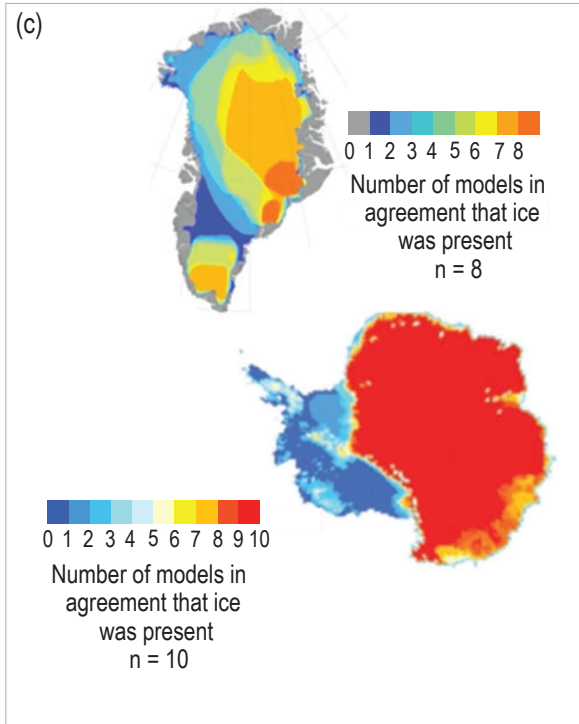 (c)
0 1 2 3 4 5 6 7 8
Number of models in
agreement that ice
was present
n = 8
0 1 2 3 4 5 6 7 8 9 10
Number of models in
agreement that ice
was present
n = 10